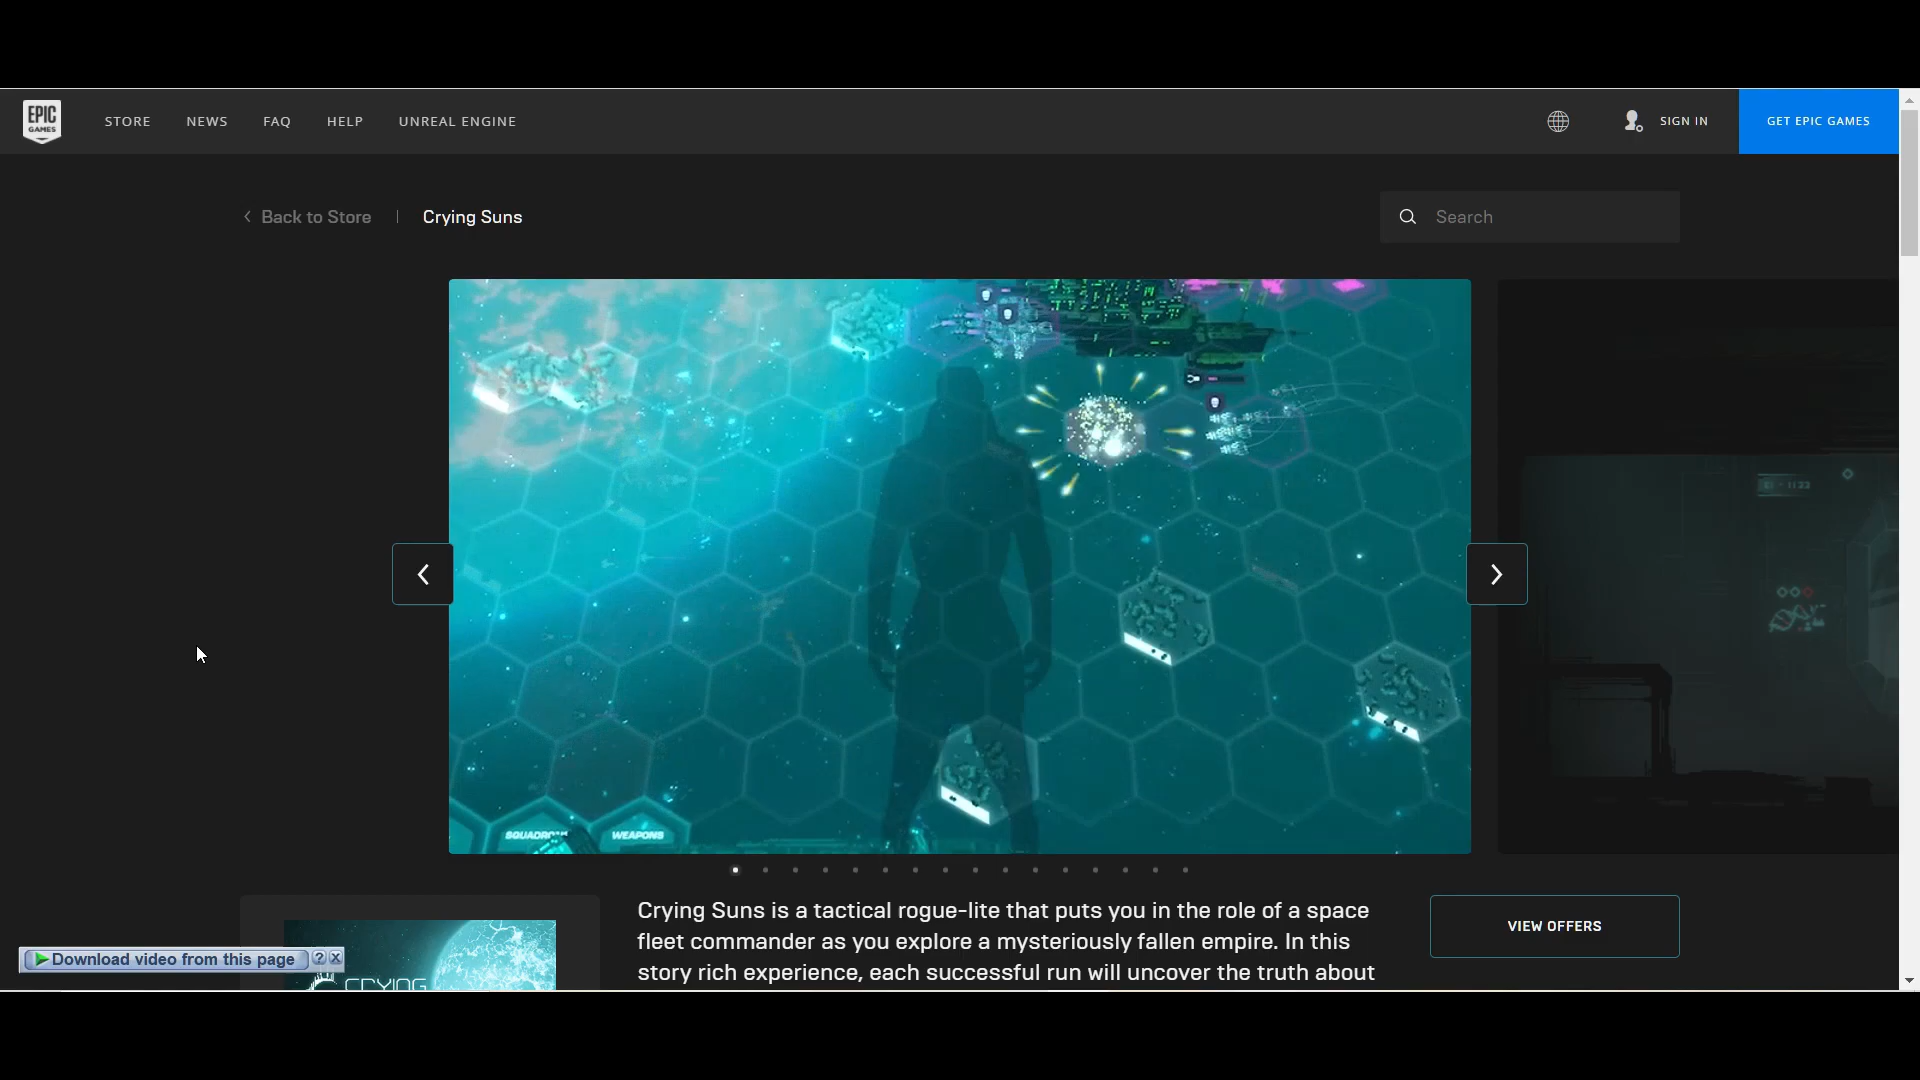 EPIC
GAMES
STORE NEWS FAQ HELP UNREAL ENGINE SIGN IN GET EPIC GAMES
Back to Store | Crying Suns Search
WEAPONS
Crying Suns is a tactical rogue-lite that puts you in the role of a space
fleet commander as you explore a mysteriously fallen empire. In this
story rich experience, each successful run will uncover the truth about
VIEW OFFERS
Download video from this page ? X
CRYING